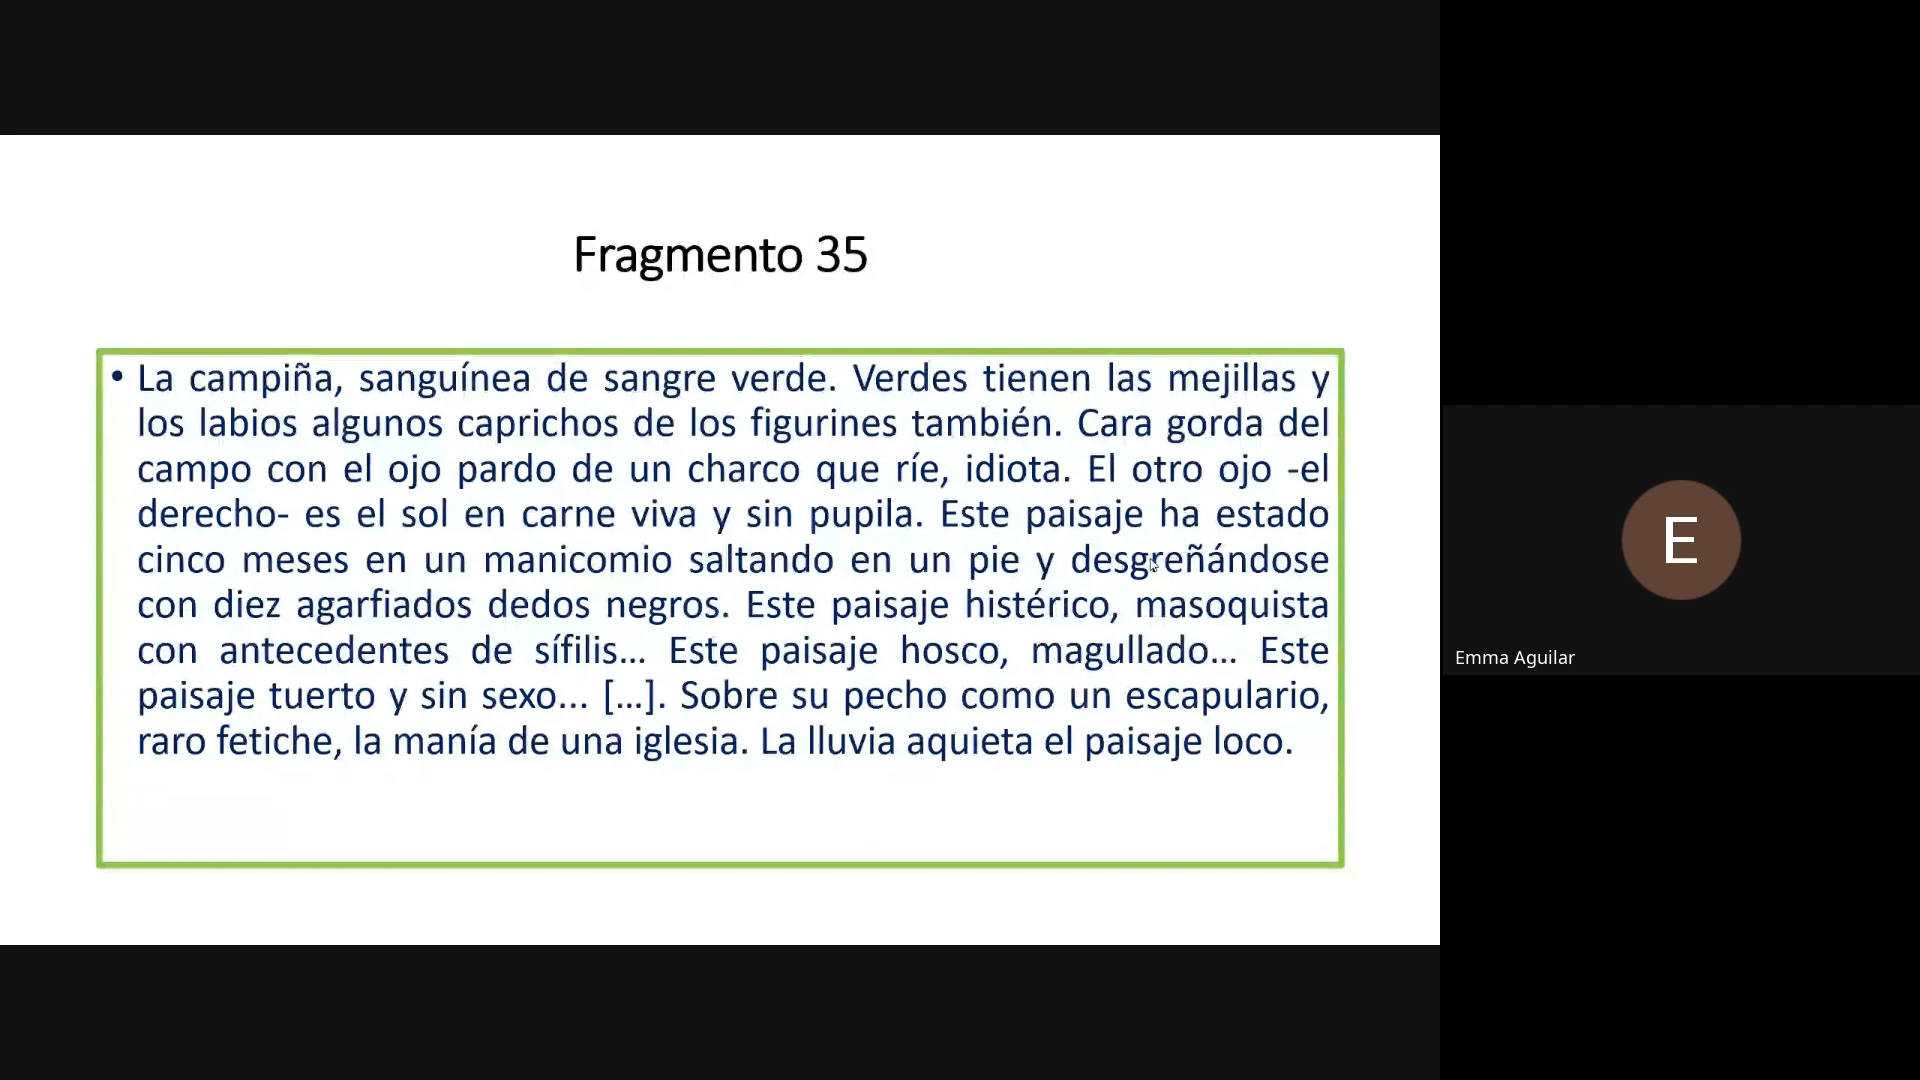 Fragmento 35
• La campiña, sanguínea de sangre verde. Verdes tienen las mejillas y
los labios algunos caprichos de los figurines también. Cara gorda del
campo con el ojo pardo de un charco que ríe, idiota. El otro ojo -el
derecho- es el sol en carne viva y sin pupila. Este paisaje ha estado
cinco meses en un manicomio saltando en un pie y desgreñándose
con diez agarfiados dedos negros. Este paisaje histérico, masoquista
con antecedentes de sífilis... Este paisaje hosco, magullado... Este
paisaje tuerto y sin sexo... [...]. Sobre su pecho como un escapulario,
raro fetiche, la manía de una iglesia. La lluvia aquieta el paisaje loco.
E
Emma Aguilar